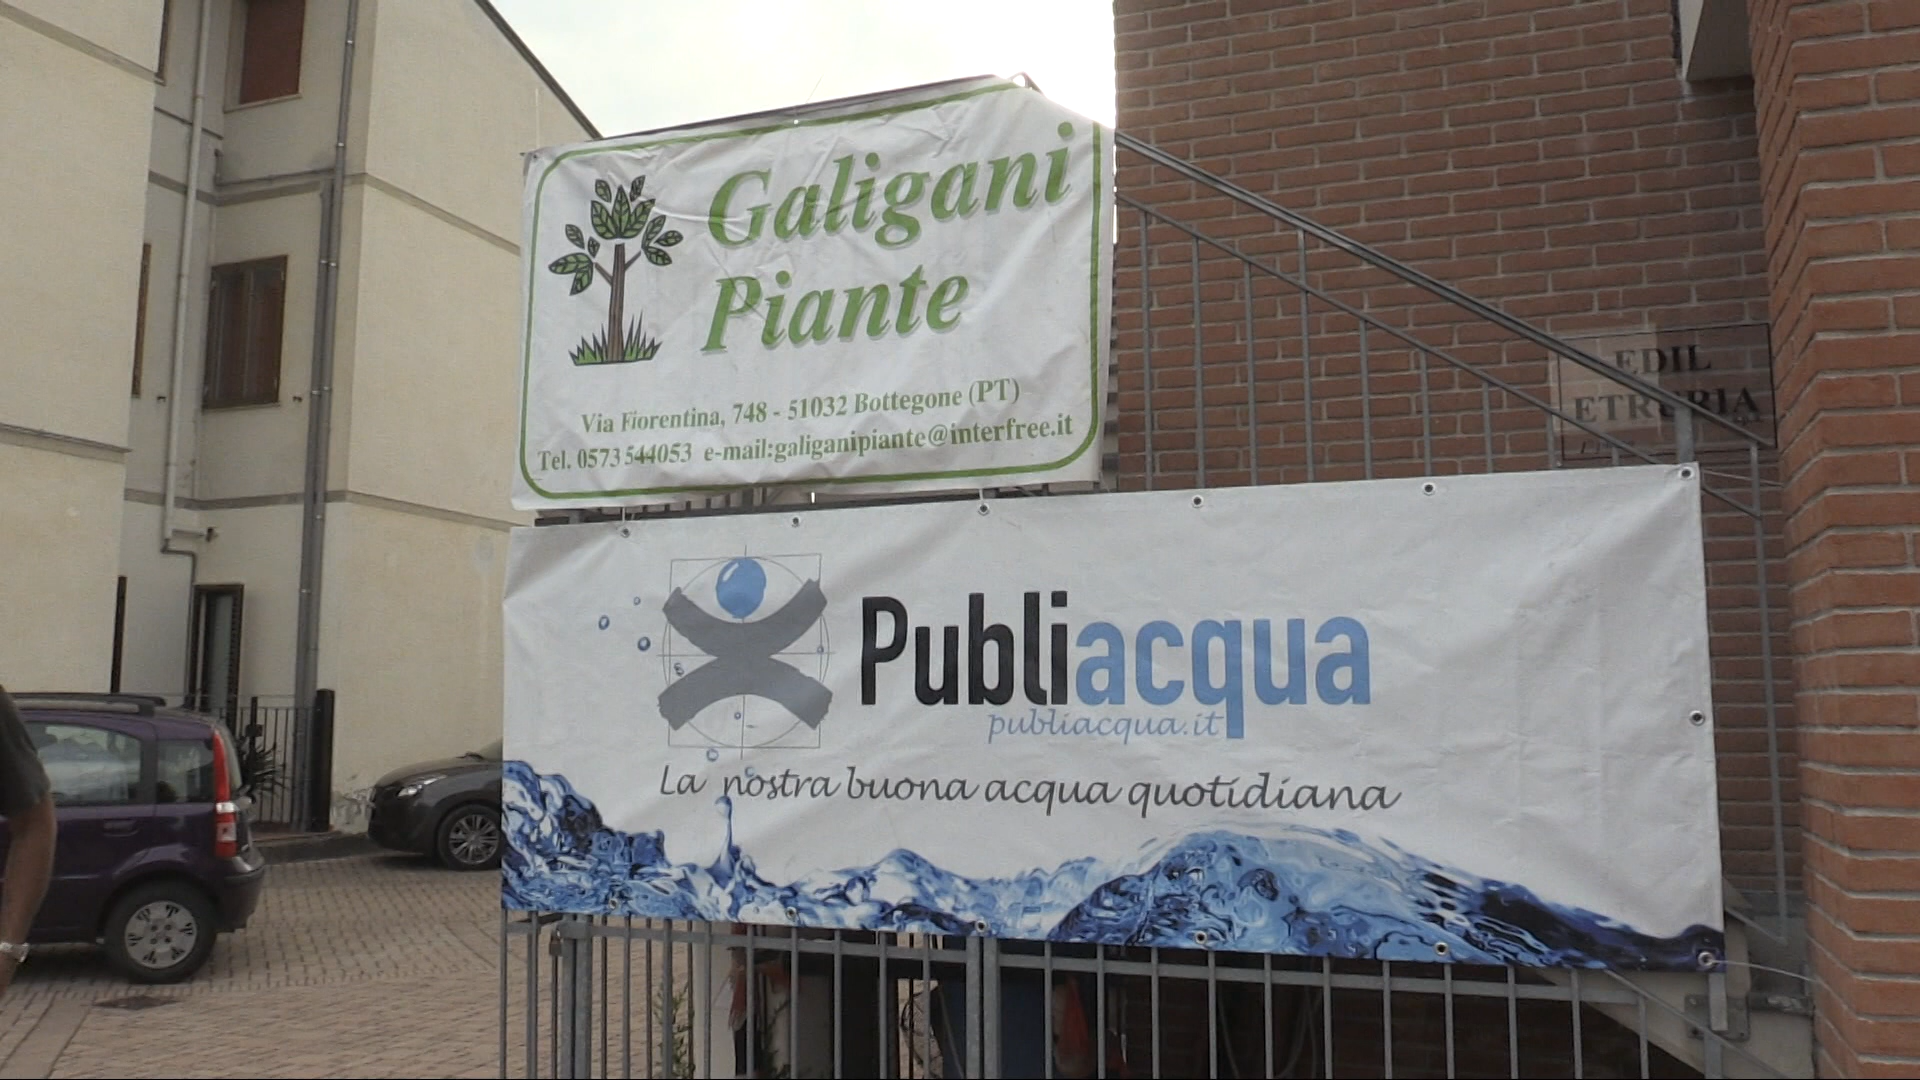 Galigani
Piante
Via Fiorentina, 748 - 51032 Bottegone (PT)
Tel. 0573 544053 e-mail:galiganipiante@interfree.it
EDIL
ETRURIA
Publiacqua
publiacqua.it
La nostra buona acqua quotidiana